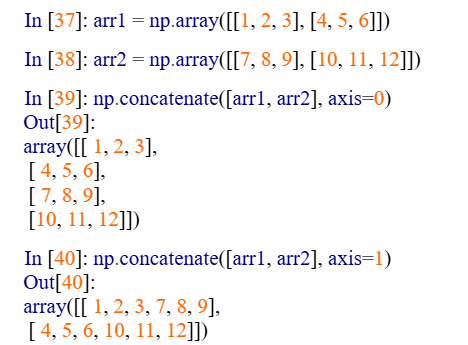 In [37]: arr1 = np.array([[1, 2, 3], [4, 5, 6]])
In [38]: arr2 = np.array([[7, 8, 9], [10, 11, 12]])
In [39]: np.concatenate([arr1, arr2], axis=0)
Out[39]:
array([[ 1, 2, 3],
[ 4, 5, 6],
[ 7, 8, 9],
[10, 11, 12]])
In [40]: np.concatenate([arr1, arr2], axis=1)
Out[40]:
array([[ 1, 2, 3, 7, 8, 9],
[ 4, 5, 6, 10, 11, 12]])